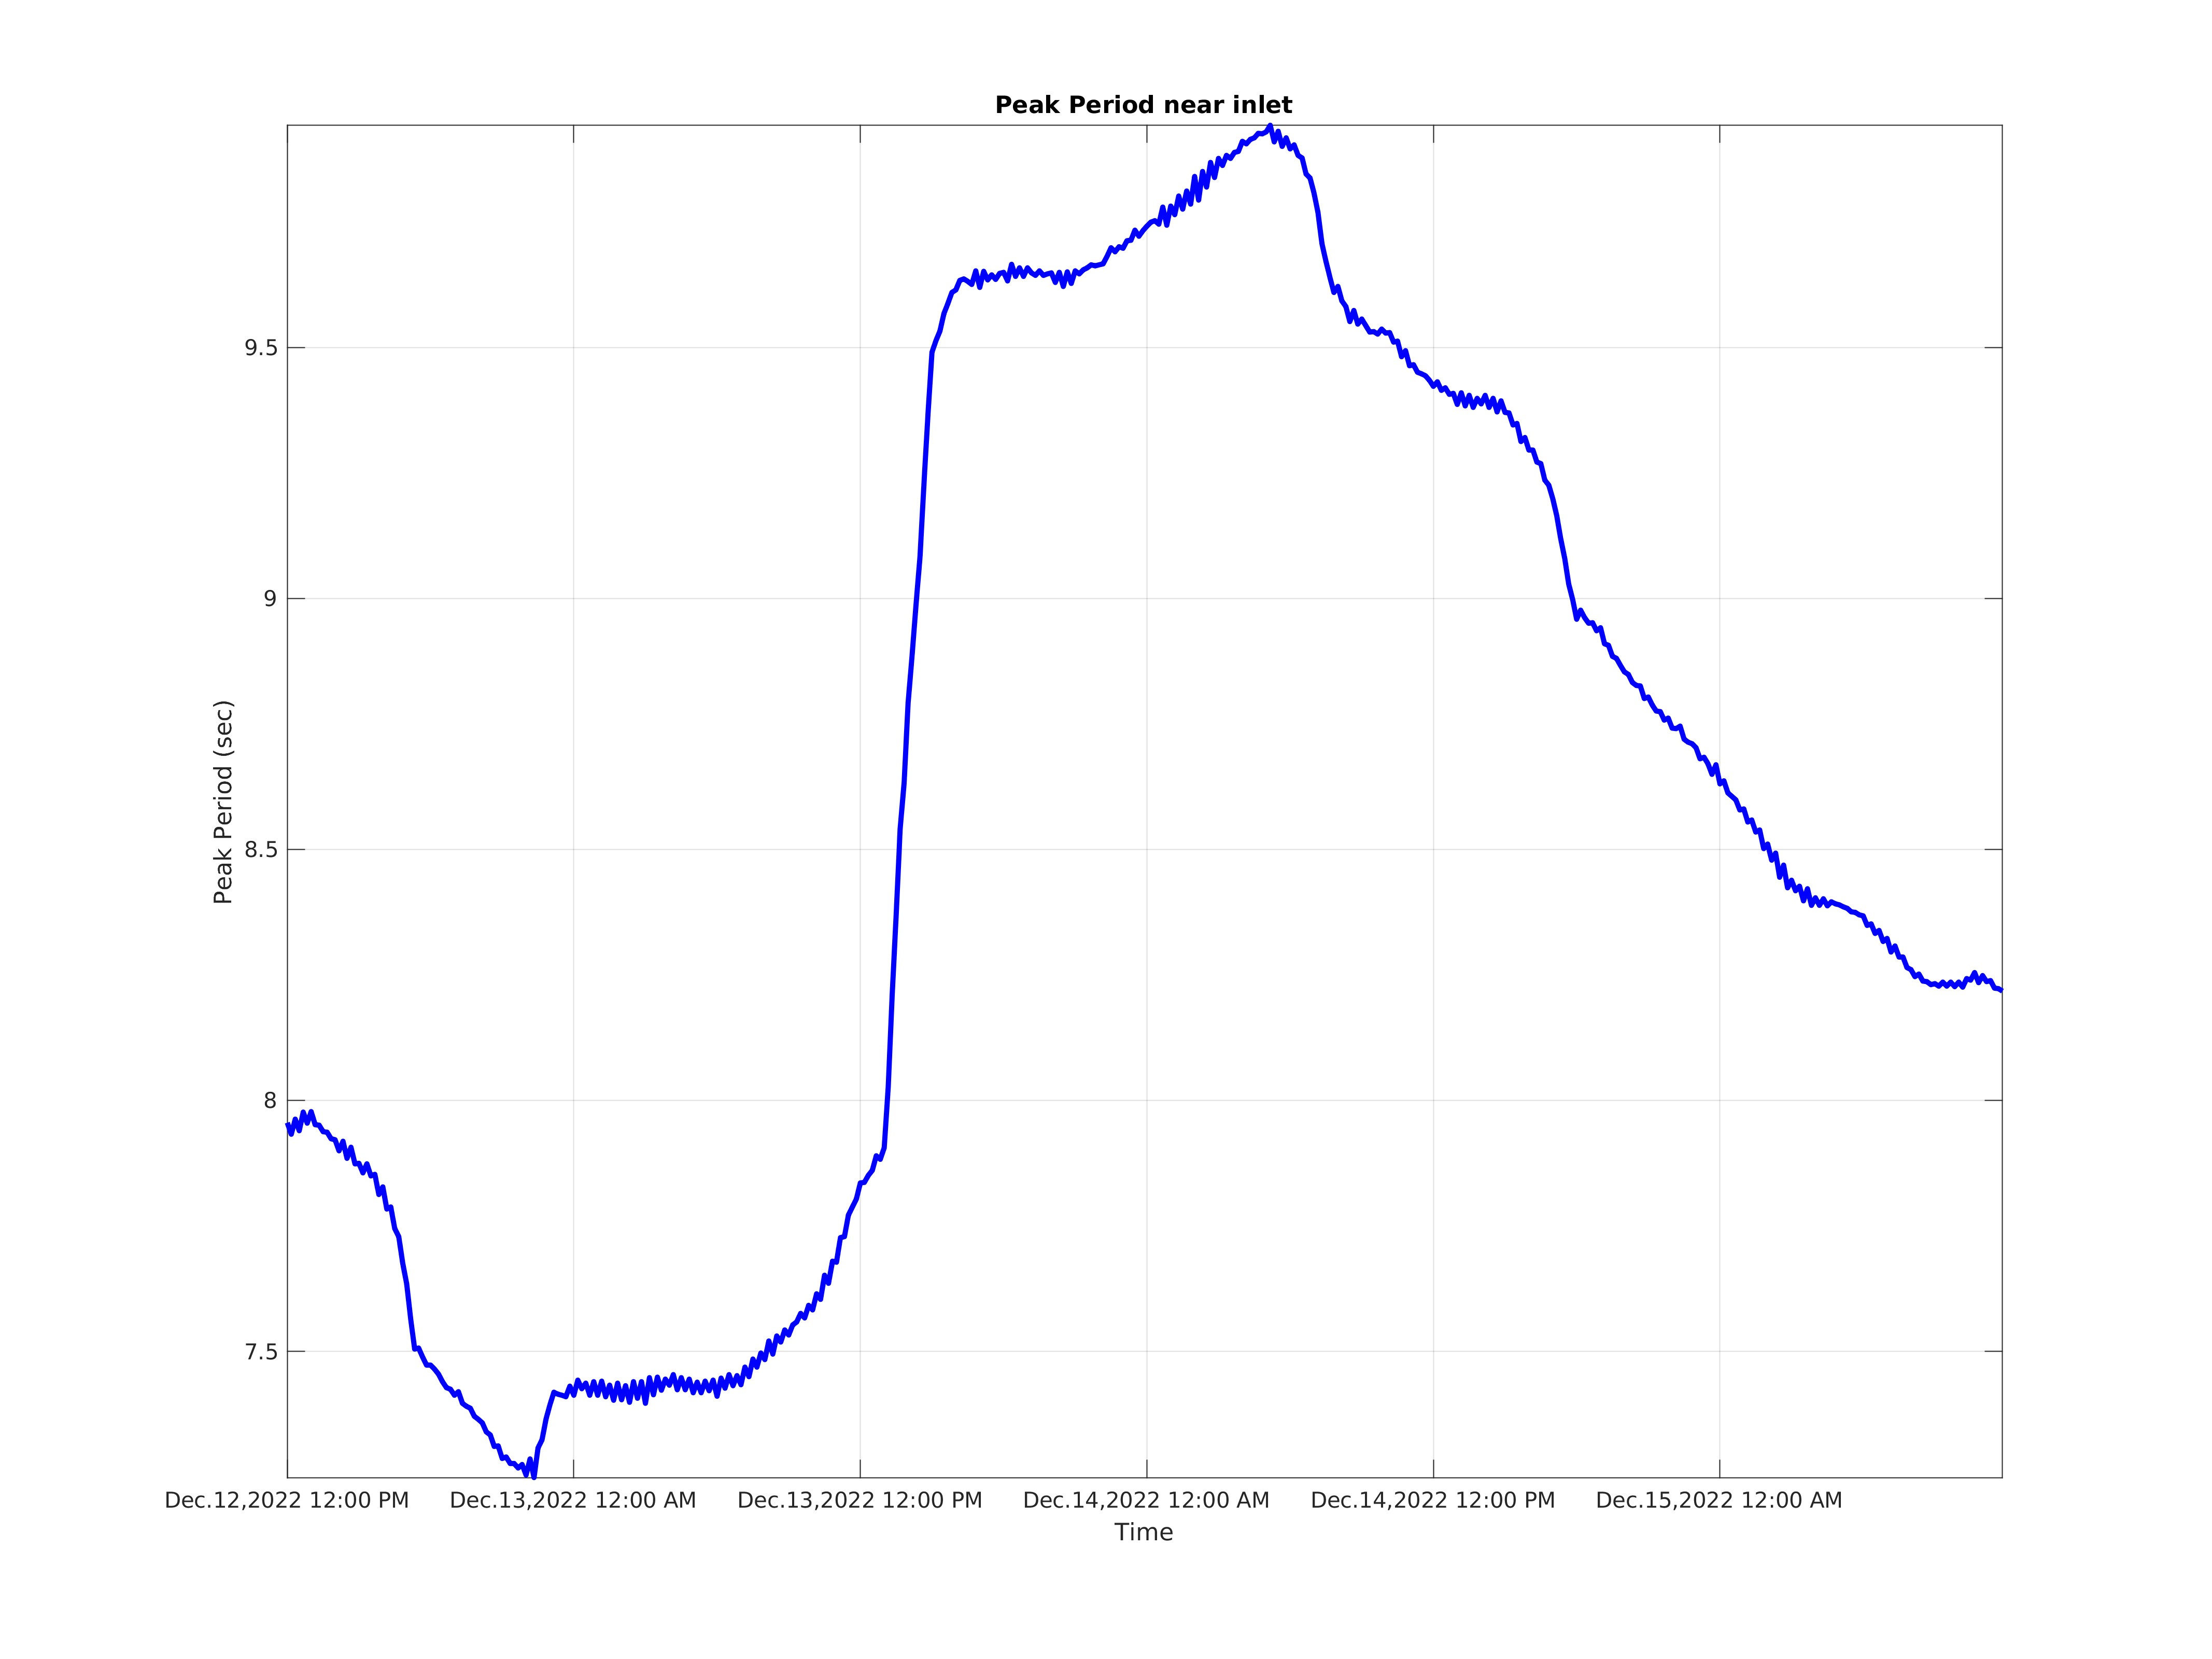 Peak Period near inlet
9.5
9
8.5
8
7.5
Peak Period (sec)
Dec.12,2022 12:00 PM
Dec.13,2022 12:00 AM
Dec.13,2022 12:00 PM
Dec.14,2022 12:00 AM
Dec.14,2022 12:00 PM
Dec.15,2022 12:00 AM
Time